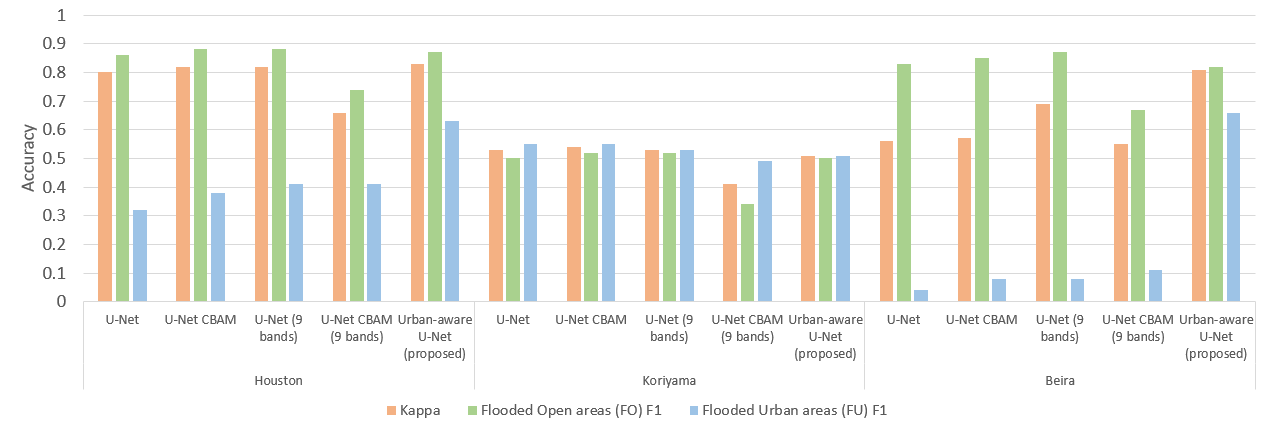 Accuracy
1
0.9
0.8
0.7
0.6
0.5
0.4
0.3
0.2
0.1
0
U-Net
U-Net CBAM
U-Net (9
bands)
U-Net CBAM
(9 bands)
Urban-aware
U-Net
(proposed)
U-Net
U-Net CBAM
U-Net (9
bands)
U-Net CBAM
(9 bands)
Urban-aware
U-Net
(proposed)
U-Net
U-Net CBAM
U-Net (9
bands)
U-Net CBAM
(9 bands)
Urban-aware
U-Net
(proposed)
Houston
Koriyama
Beira
Kappa
Flooded Open areas (FO) F1
Flooded Urban areas (FU) F1